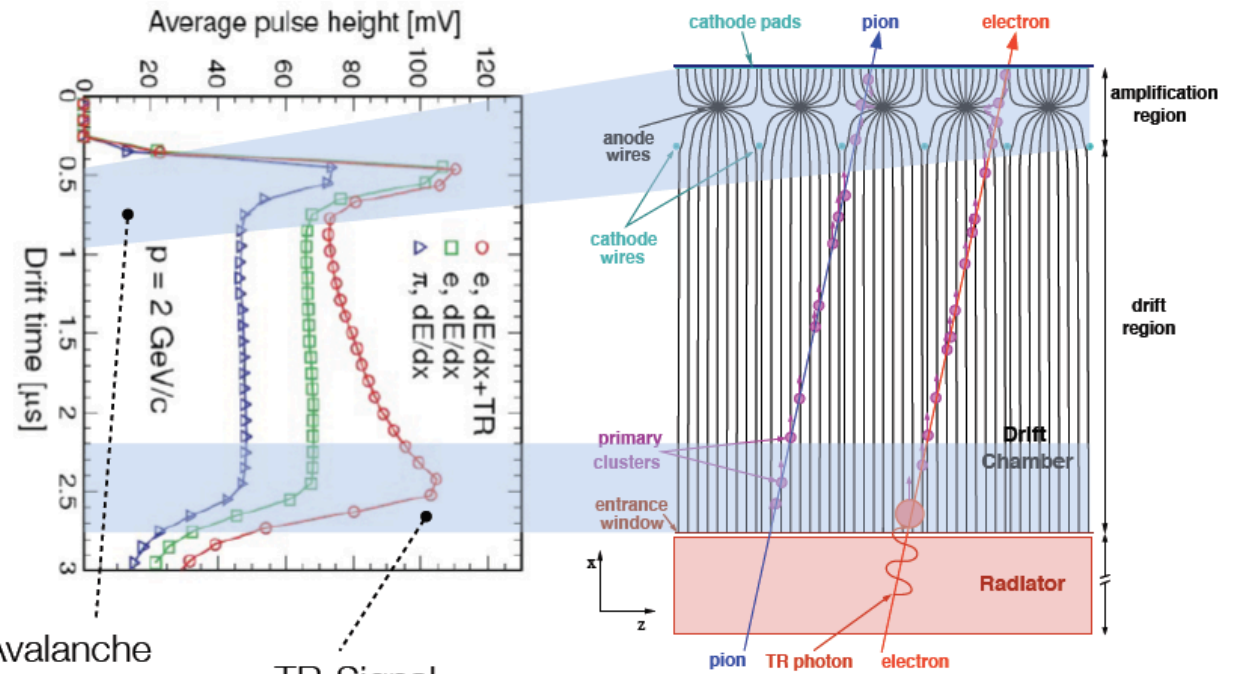 Average pulse height [mV]
0 20 40 60 80 100 120
0
0.5
1
1.5
2
2.5
3
Drift time [μs]
p = 2 GeV/c
π, dE/dx
e, dE/dx
e, dE/dx+TR
Avalanche
TR Signal
cathode pads
pion
electron
amplification
region
anode
wires
cathode
wires
drift
region
primary
clusters
Drift
Chamber
entrance
window
Radiator
x
z
pion
TR photon
electron